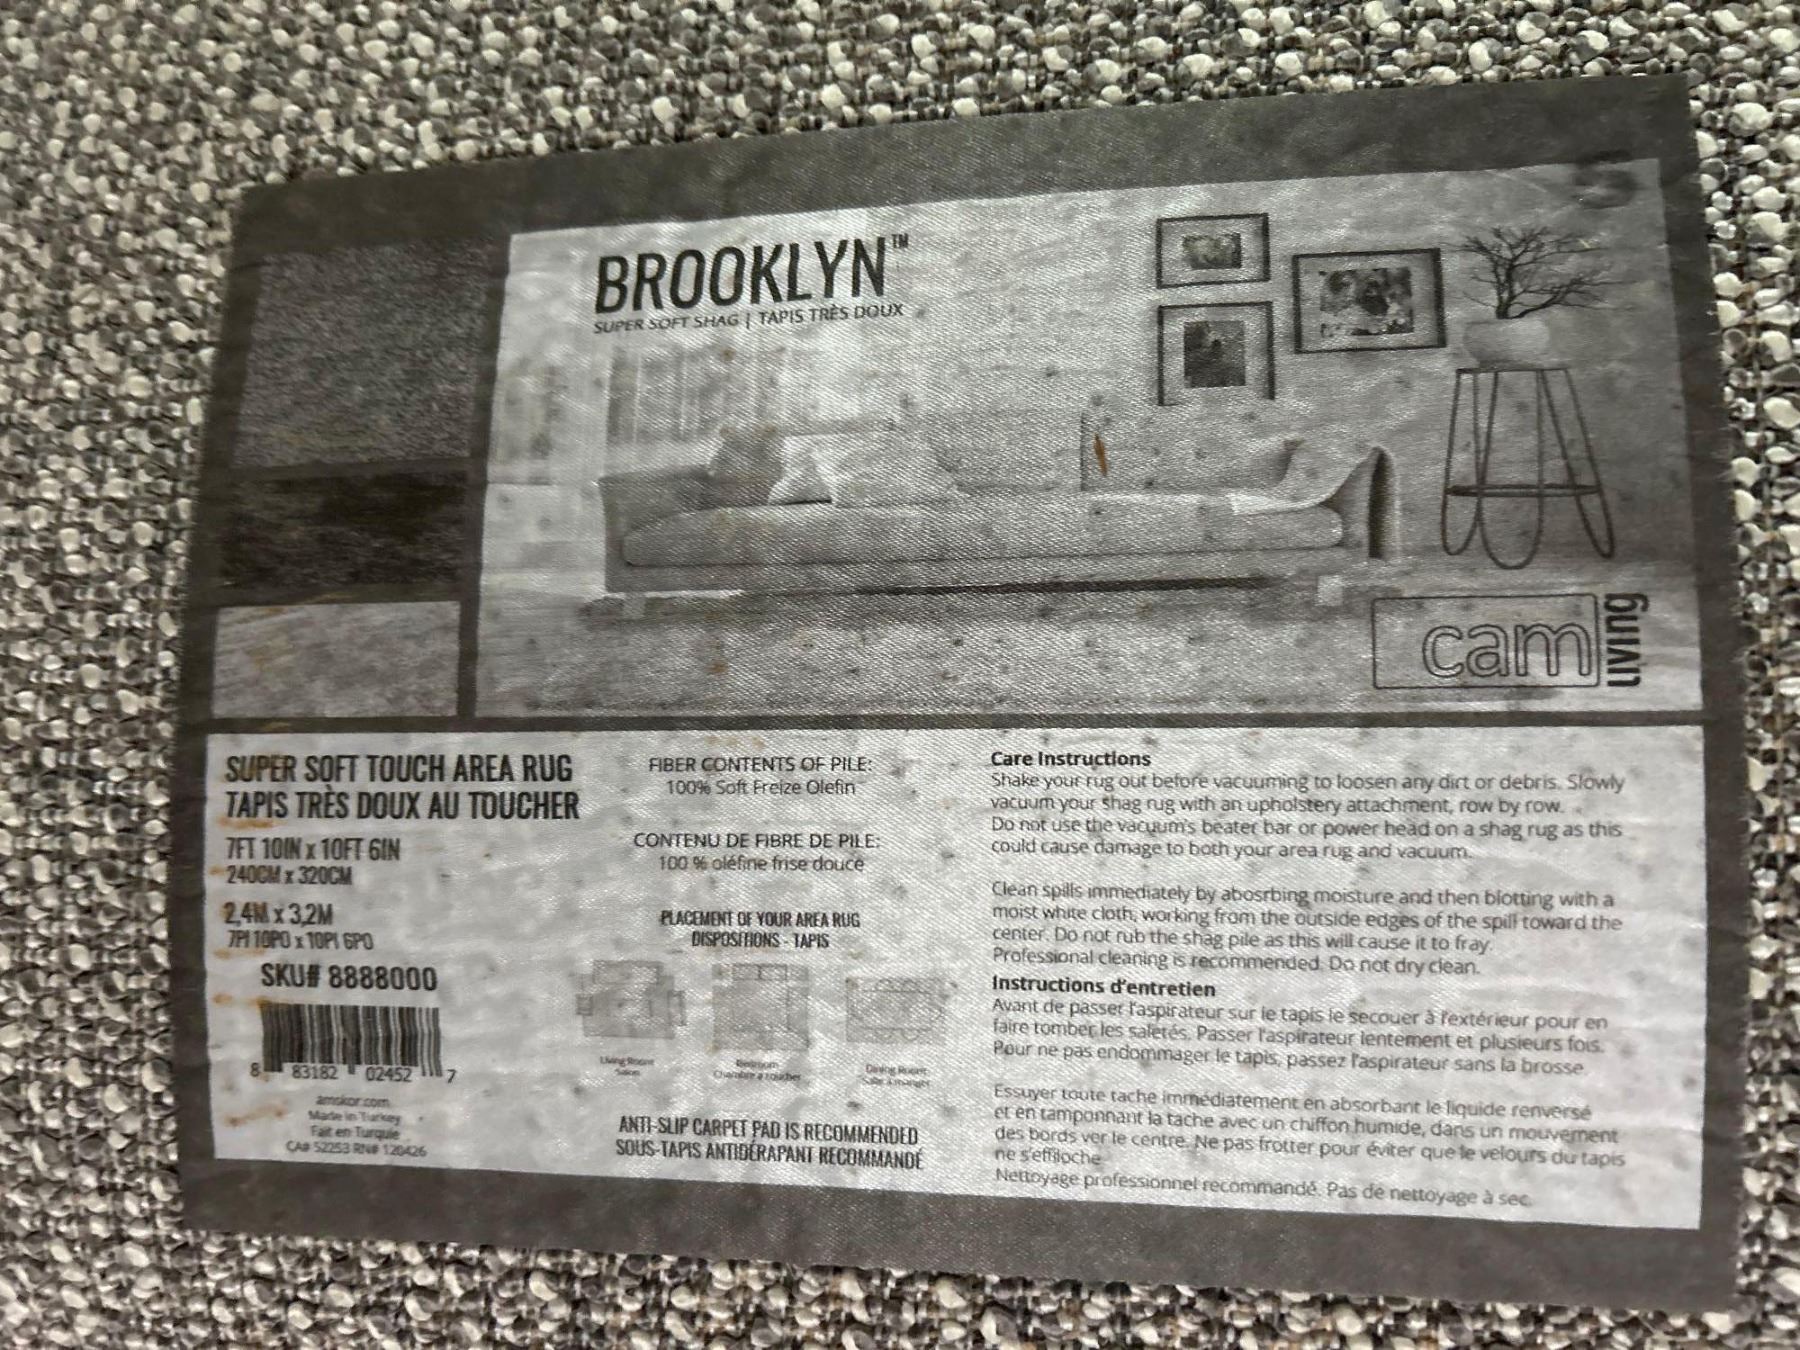 BROOKLYN™
SUPER SOFT SHAG | TAPIS TRÈS DOUX
cam LIVING
SUPER SOFT TOUCH AREA RUG
TAPIS TRÈS DOUX AU TOUCHER
7FT 10IN x 10FT 6IN
240CM x 320CM
2,4M x 3,2M
7PI 10PO x 10PI 6PO
SKU# 8888000
8 83182 02452 7
amskor.com
Made in Turkey
Fait en Turquie
CA# 52253 RN# 120426
FIBER CONTENTS OF PILE:
100% Soft Freize Olefin
CONTENU DE FIBRE DE PILE:
100 % oléfine frise douce
PLACEMENT OF YOUR AREA RUG
DISPOSITIONS - TAPIS
Living Room
Salon
Bedroom
Chambre a coucher
Dining Room
Salle à manger
ANTI-SLIP CARPET PAD IS RECOMMENDED
SOUS-TAPIS ANTIDÉRAPANT RECOMMANDÉ
Care Instructions
Shake your rug out before vacuuming to loosen any dirt or debris. Slowly
vacuum your shag rug with an upholstery attachment, row by row.
Do not use the vacuum's beater bar or power head on a shag rug as this
could cause damage to both your area rug and vacuum.
Clean spills immediately by abosrbing moisture and then blotting with a
moist white cloth, working from the outside edges of the spill toward the
center. Do not rub the shag pile as this will cause it to fray.
Professional cleaning is recommended. Do not dry clean.
Instructions d'entretien
Avant de passer l'aspirateur sur le tapis le secouer à l'extérieur pour en
faire tomber les saletés. Passer l'aspirateur lentement et plusieurs fois.
Pour ne pas endommager le tapis, passez l'aspirateur sans la brosse.
Essuyer toute tache immédiatement en absorbant le liquide renversé
et en tamponnant la tache avec un chiffon humide, dans un mouvement
des bords ver le centre. Ne pas frotter pour éviter que le velours du tapis
ne s'effiloche
Nettoyage professionnel recommandé. Pas de nettoyage à sec.